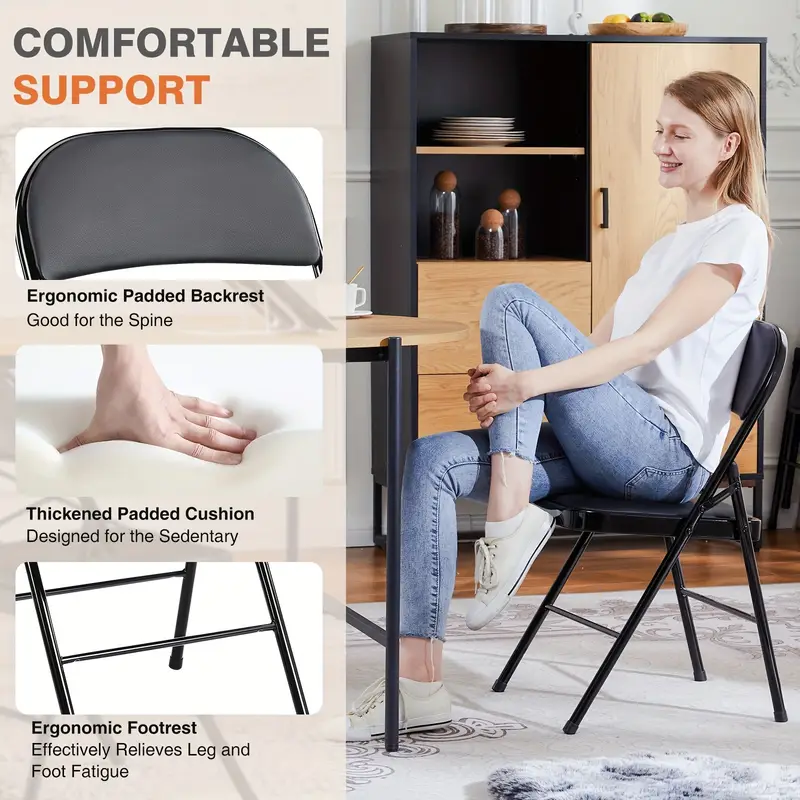 COMFORTABLE
SUPPORT
Ergonomic Padded Backrest
Good for the Spine
Thickened Padded Cushion
Designed for the Sedentary
Ergonomic Footrest
Effectively Relieves Leg and
Foot Fatigue